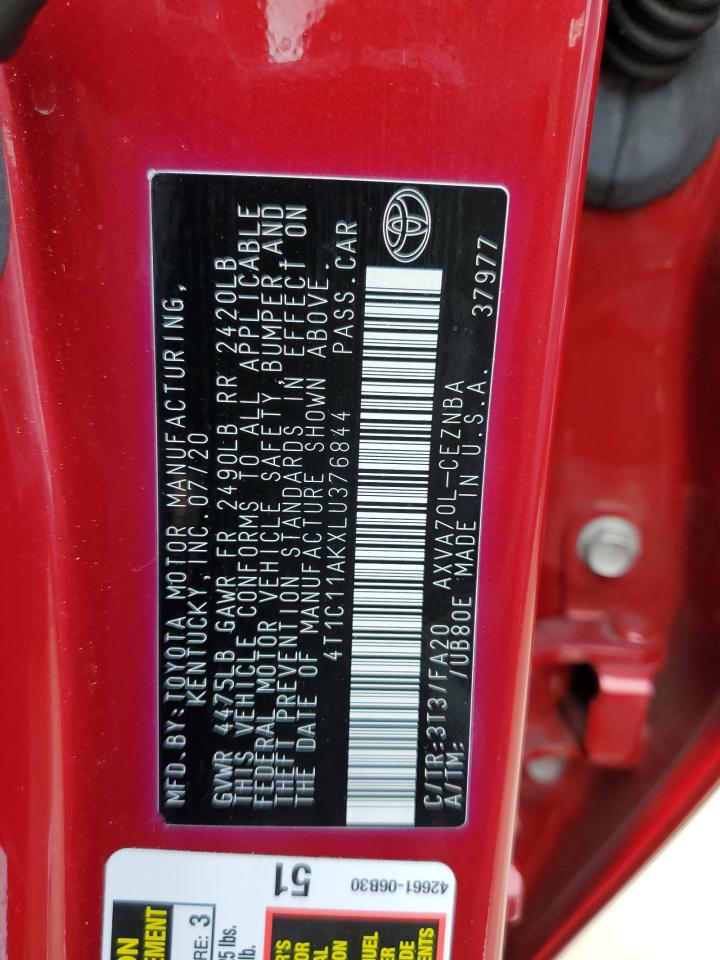 MFD. BY: TOYOTA MOTOR MANUFACTURING,
KENTUCKY, INC. 07/20
GVWR 4475LB GAWR FR 2490LB RR 2420LB
THIS VEHICLE CONFORMS TO ALL APPLICABLE
FEDERAL MOTOR VEHICLE SAFETY, BUMPER, AND
THEFT PREVENTION STANDARDS IN EFFECT ON
THE DATE OF MANUFACTURE SHOWN ABOVE.
4T1C11AKXLU376844 PASS.CAR
C/TR:3T3/FA20 AXVA70L-CEZNBA
A/TM: /UB80E MADE IN U.S.A. 37977
51
42661-06B30